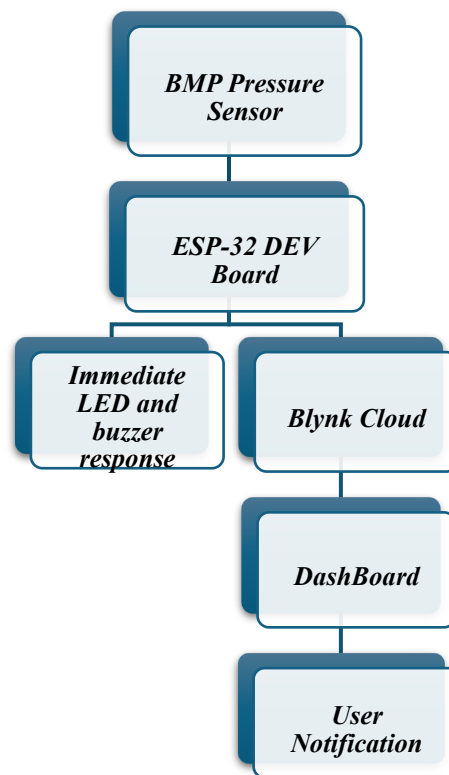 BMP Pressure
Sensor
ESP-32 DEV
Board
Immediate
LED and
buzzer
response
Blynk Cloud
DashBoard
User
Notification